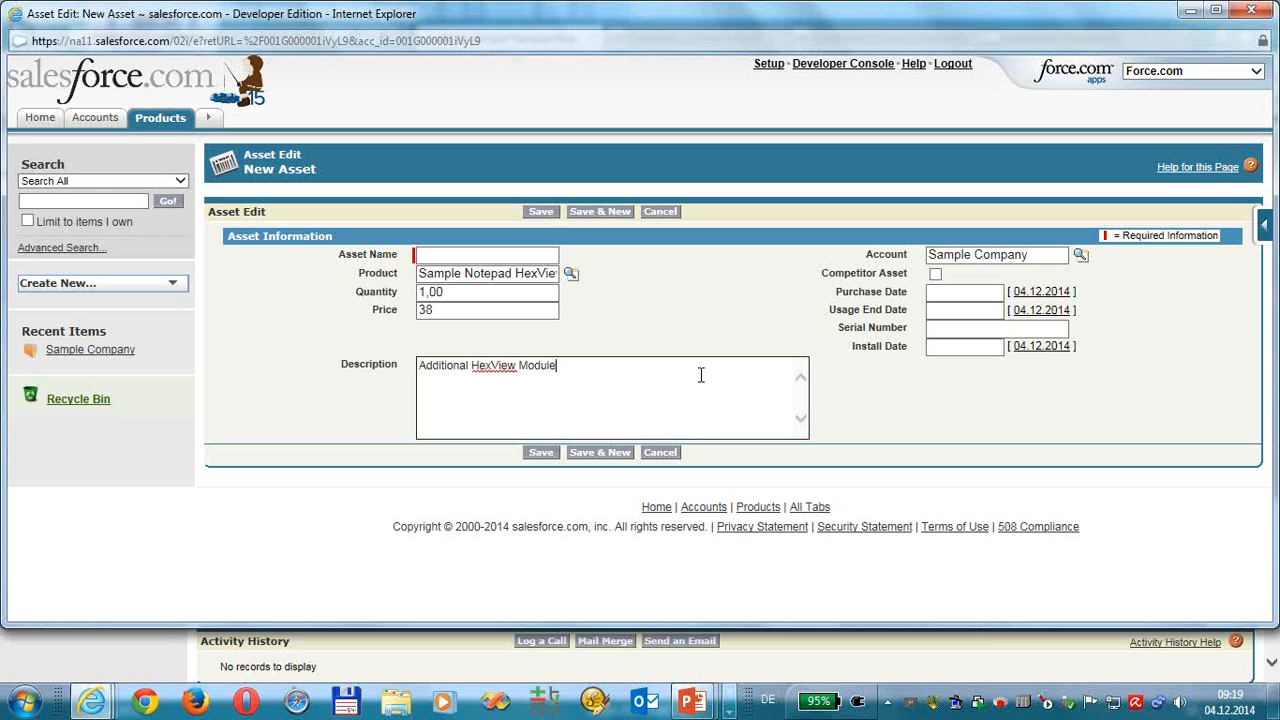 Asset Edit: New Asset ~ salesforce.com - Developer Edition - Internet Explorer
https://na11.salesforce.com/02i/e?retURL=%2F001G000001iVyL9&acc_id=001G000001iVyL9
salesforce.com 15
Setup · Developer Console · Help · Logout
force.com apps
Force.com
Home Accounts Products
Search
Search All
Go!
Limit to items I own
Advanced Search...
Create New...
Recent Items
Sample Company
Recycle Bin
Asset Edit
New Asset
Help for this Page ?
Asset Edit Save Save & New Cancel
Asset Information = Required Information
Asset Name Account Sample Company
Product Sample Notepad HexView Competitor Asset
Quantity 1,00 Purchase Date [ 04.12.2014 ]
Price 38 Usage End Date [ 04.12.2014 ]
Serial Number
Install Date [ 04.12.2014 ]
Description Additional HexView Module
Save Save & New Cancel
Home | Accounts | Products | All Tabs
Copyright © 2000-2014 salesforce.com, inc. All rights reserved. | Privacy Statement | Security Statement | Terms of Use | 508 Compliance
Activity History Log a Call Mail Merge Send an Email Activity History Help ?
No records to display
DE 95% 09:19
04.12.2014